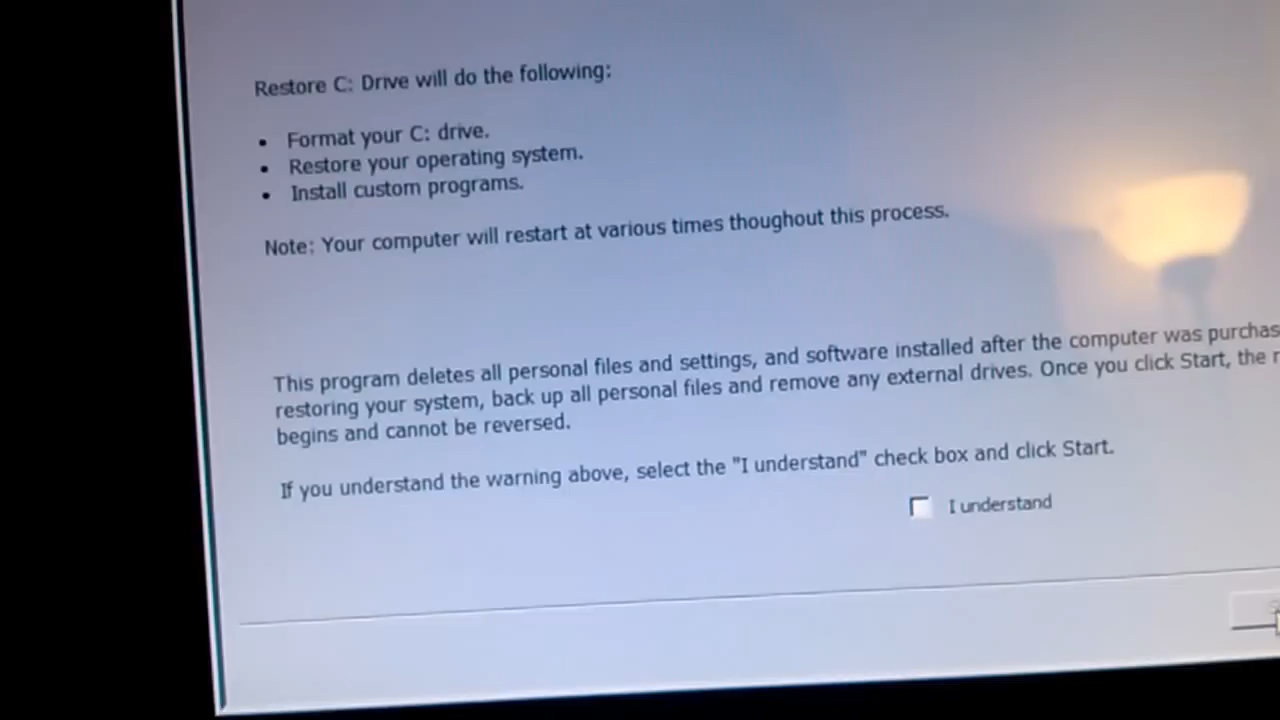 Restore C: Drive will do the following:
• Format your C: drive.
• Restore your operating system.
• Install custom programs.
Note: Your computer will restart at various times thoughout this process.
This program deletes all personal files and settings, and software installed after the computer was purchas
restoring your system, back up all personal files and remove any external drives. Once you click Start, the
begins and cannot be reversed.
If you understand the warning above, select the "I understand" check box and click Start.
I understand